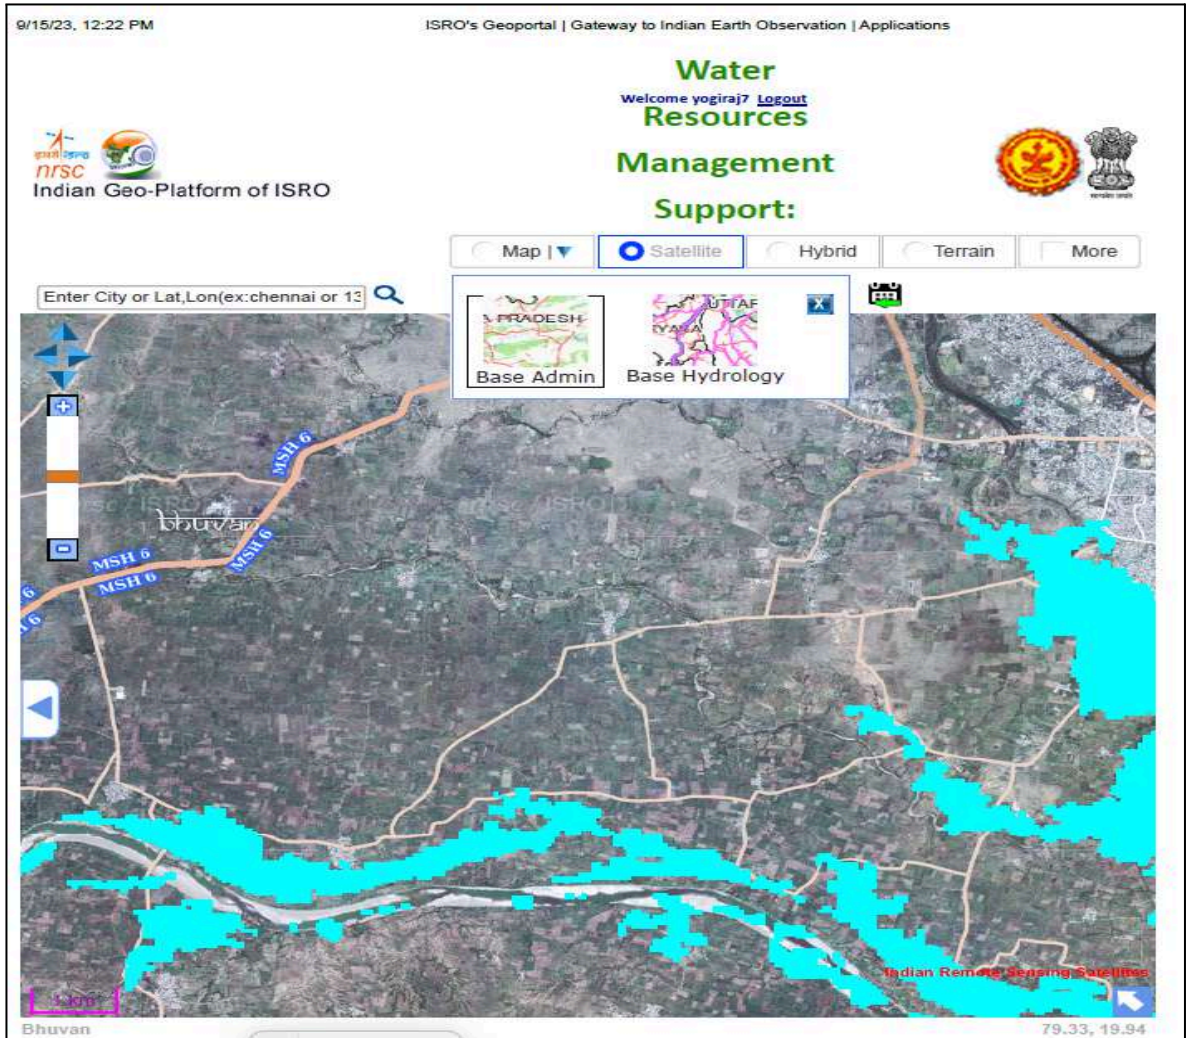 9/15/23, 12:22 PM
ISRO's Geoportal | Gateway to Indian Earth Observation | Applications
Water
Welcome yogiraj7 Logout
Resources
Management
Support:
nrsc
Indian Geo-Platform of ISRO
Map | Satellite Hybrid Terrain More
Enter City or Lat,Lon(ex:chennai or 13
A PRADESH
UTTAR
RYANA
Base Admin Base Hydrology
MSH 6
bhuvan
MSH 6
MSH 6
MSH 6
1 km
Indian Remote Sensing Satellites
Bhuvan
79.33, 19.94